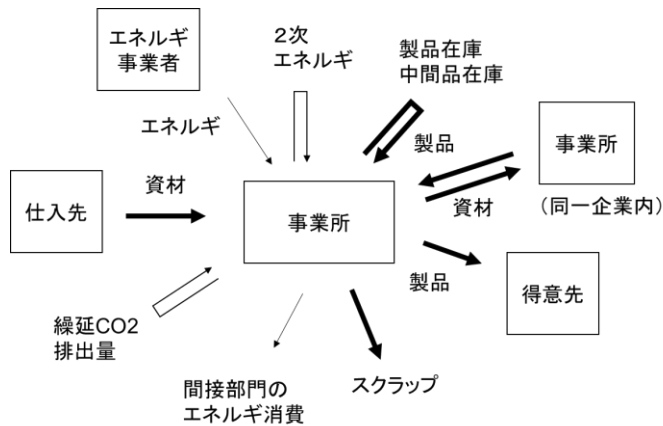 エネルギ
事業者
2次
エネルギ
製品在庫
中間品在庫
エネルギ
製品
事業所
資材
仕入先
事業所
資材
（同一企業内）
製品
得意先
繰延CO2
排出量
間接部門の
エネルギ消費
スクラップ